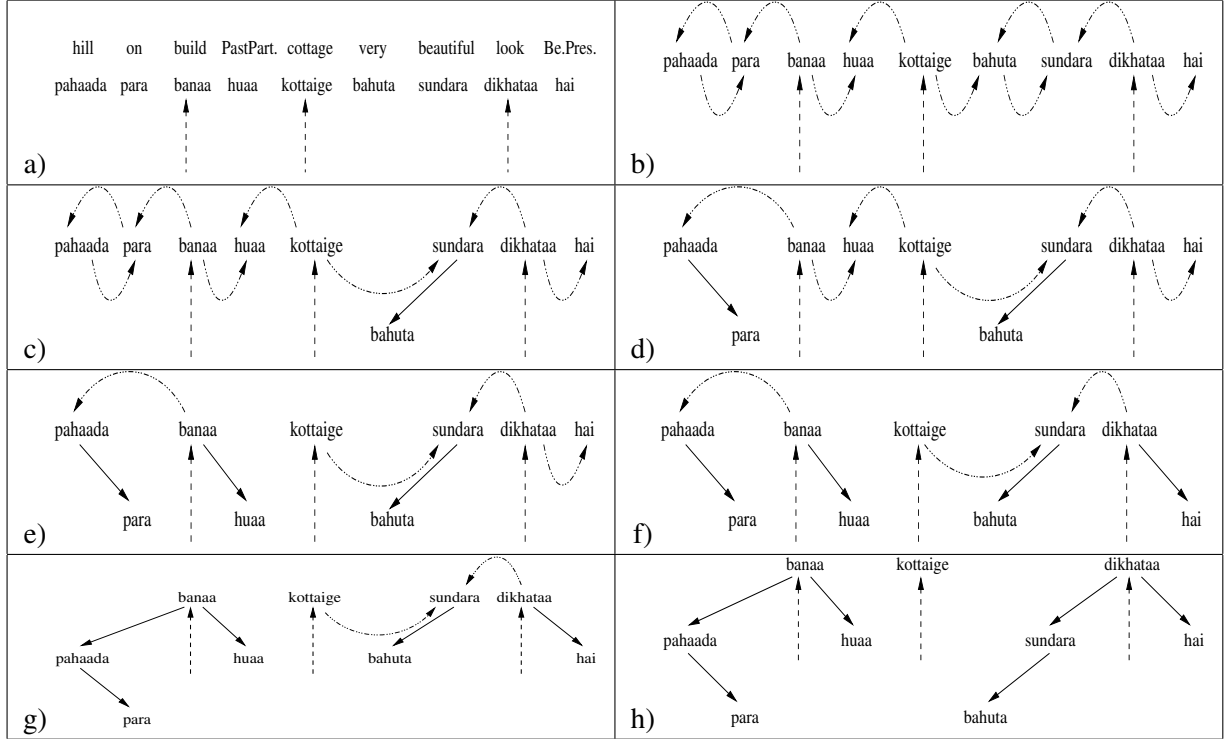 hill on build PastPart. cottage very beautiful look Be.Pres.
pahaada para banaa huaa kottaige bahuta sundara dikhataa hai
a)
pahaada para banaa huaa kottaige bahuta sundara dikhataa hai
b)
pahaada para banaa huaa kottaige sundara dikhataa hai
bahuta
c)
pahaada banaa huaa kottaige sundara dikhataa hai
para bahuta
d)
pahaada banaa kottaige sundara dikhataa hai
para huaa bahuta
e)
pahaada banaa kottaige sundara dikhataa
para huaa bahuta hai
f)
banaa kottaige sundara dikhataa
pahaada huaa bahuta hai
para
g)
banaa kottaige dikhataa
pahaada huaa sundara hai
para bahuta
h)